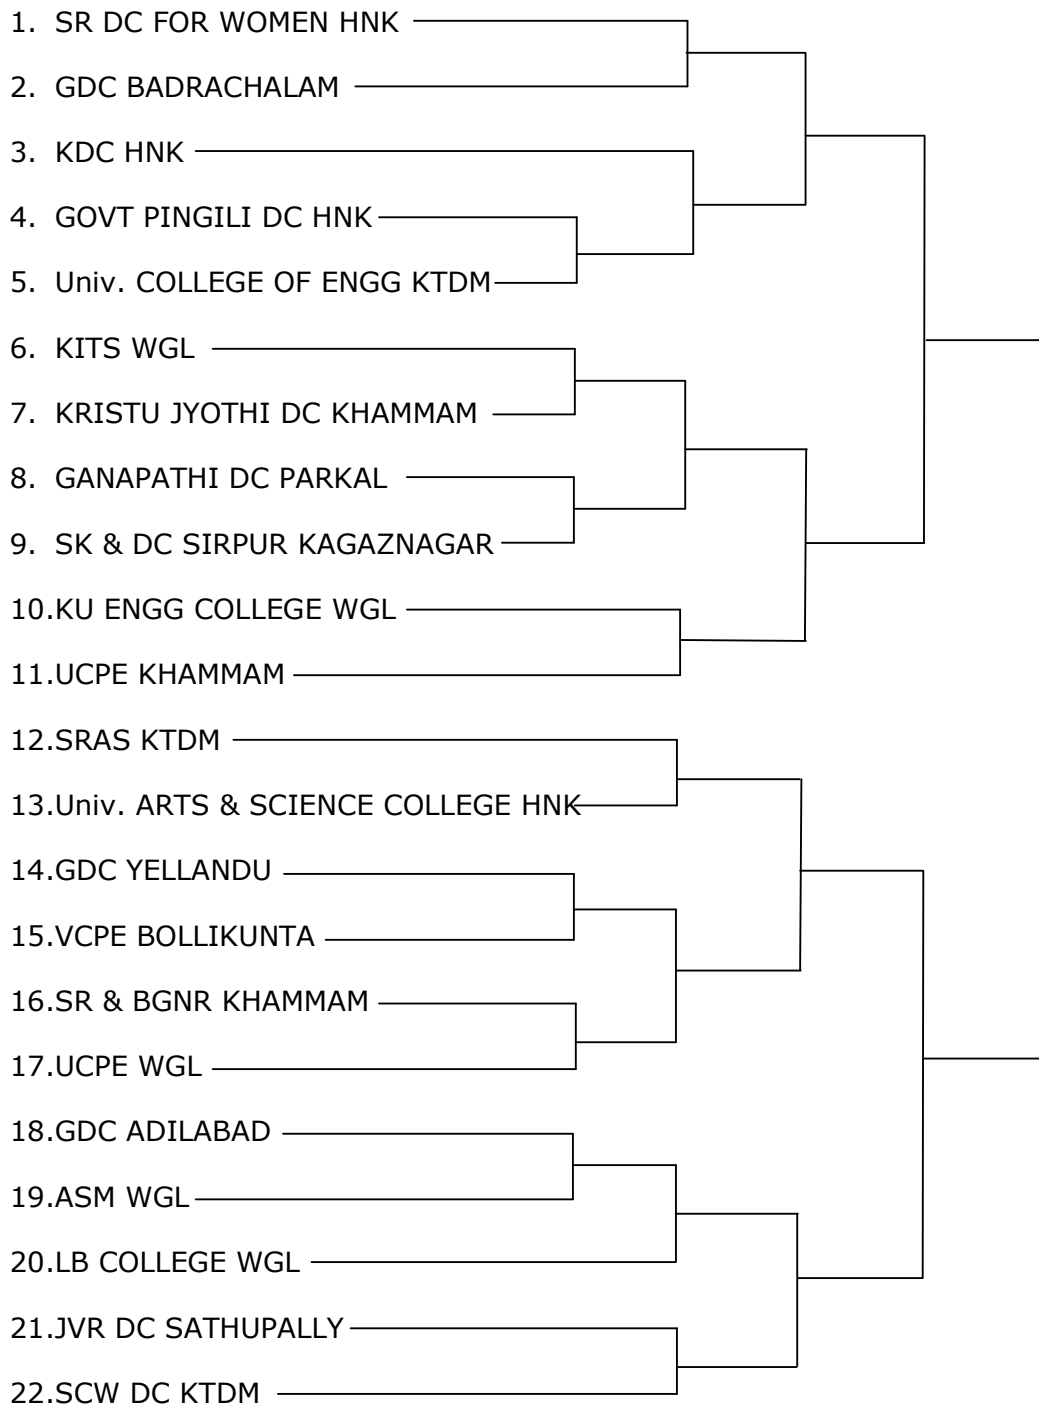 1. SR DC FOR WOMEN HNK
2. GDC BADRACHALAM
3. KDC HNK
4. GOVT PINGILI DC HNK
5. Univ. COLLEGE OF ENGG KTDM
6. KITS WGL
7. KRISTU JYOTHI DC KHAMMAM
8. GANAPATHI DC PARKAL
9. SK & DC SIRPUR KAGAZNAGAR
10.KU ENGG COLLEGE WGL
11.UCPE KHAMMAM
12.SRAS KTDM
13.Univ. ARTS & SCIENCE COLLEGE HNK
14.GDC YELLANDU
15.VCPE BOLLIKUNTA
16.SR & BGNR KHAMMAM
17.UCPE WGL
18.GDC ADILABAD
19.ASM WGL
20.LB COLLEGE WGL
21.JVR DC SATHUPALLY
22.SCW DC KTDM